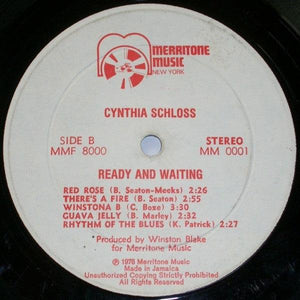 MERRITONE
MUSIC
NEW YORK
CYNTHIA SCHLOSS
SIDE B STEREO
MMF 8000 MM 0001
READY AND WAITING
RED ROSE (B. Seaton-Meeks) 2:26
THERE'S A FIRE (B. Seaton) 2:55
WINSTONA B (C. Boxe) 3:30
GUAVA JELLY (B. Marley) 2:32
RHYTHM OF THE BLUES (K. Patrick) 2:27
Produced by Winston Blake
for Merritone Music
℗ 1978 Merritone Music
Made in Jamaica
Unauthorized Copying Strictly Prohibited
All Rights Reserved